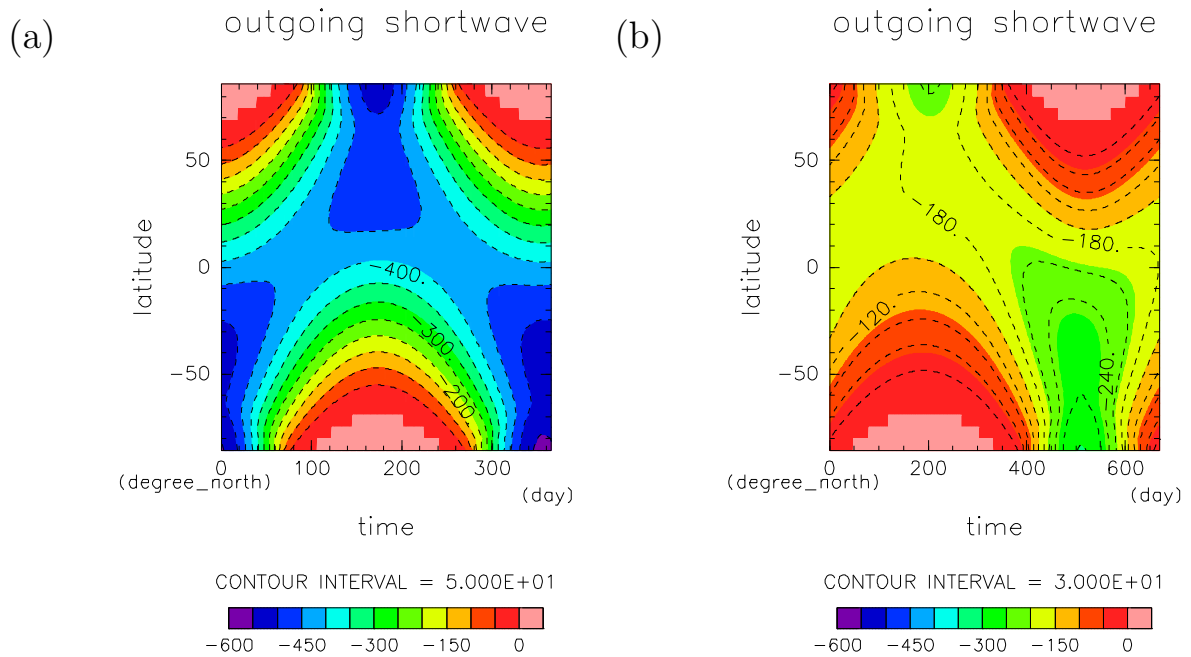 (a)
outgoing shortwave
latitude
50
0
−50
−400.
−300.
−200.
0 100 200 300
(degree_north)
(day)
time
CONTOUR INTERVAL = 5.000E+01
−600 −450 −300 −150 0
(b)
outgoing shortwave
latitude
50
0
−50
−180.
−180.
120.
−240.
0 200 400 600
(degree_north)
(day)
time
CONTOUR INTERVAL = 3.000E+01
−600 −450 −300 −150 0